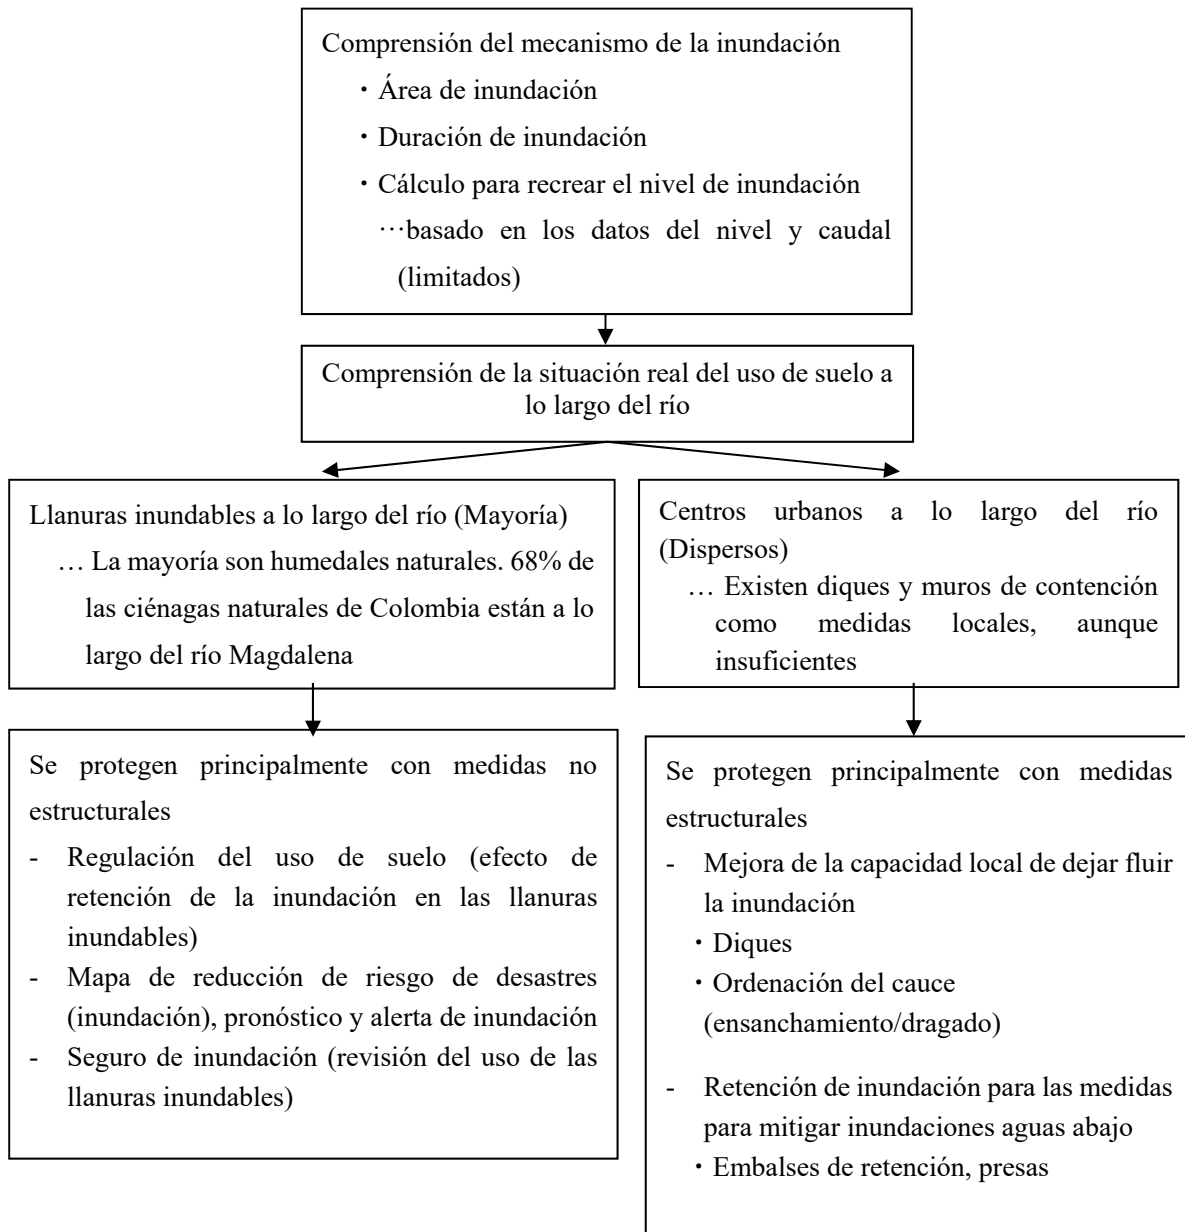 Comprensión del mecanismo de la inundación
・Área de inundación
・Duración de inundación
・Cálculo para recrear el nivel de inundación
⋯basado en los datos del nivel y caudal
(limitados)
Comprensión de la situación real del uso de suelo a
lo largo del río
Llanuras inundables a lo largo del río (Mayoría)
… La mayoría son humedales naturales. 68% de
las ciénagas naturales de Colombia están a lo
largo del río Magdalena
Centros urbanos a lo largo del río
(Dispersos)
… Existen diques y muros de contención
como medidas locales, aunque
insuficientes
Se protegen principalmente con medidas no
estructurales
- Regulación del uso de suelo (efecto de
retención de la inundación en las llanuras
inundables)
- Mapa de reducción de riesgo de desastres
(inundación), pronóstico y alerta de inundación
- Seguro de inundación (revisión del uso de las
llanuras inundables)
Se protegen principalmente con medidas
estructurales
- Mejora de la capacidad local de dejar fluir
la inundación
・Diques
・Ordenación del cauce
(ensanchamiento/dragado)
- Retención de inundación para las medidas
para mitigar inundaciones aguas abajo
・Embalses de retención, presas